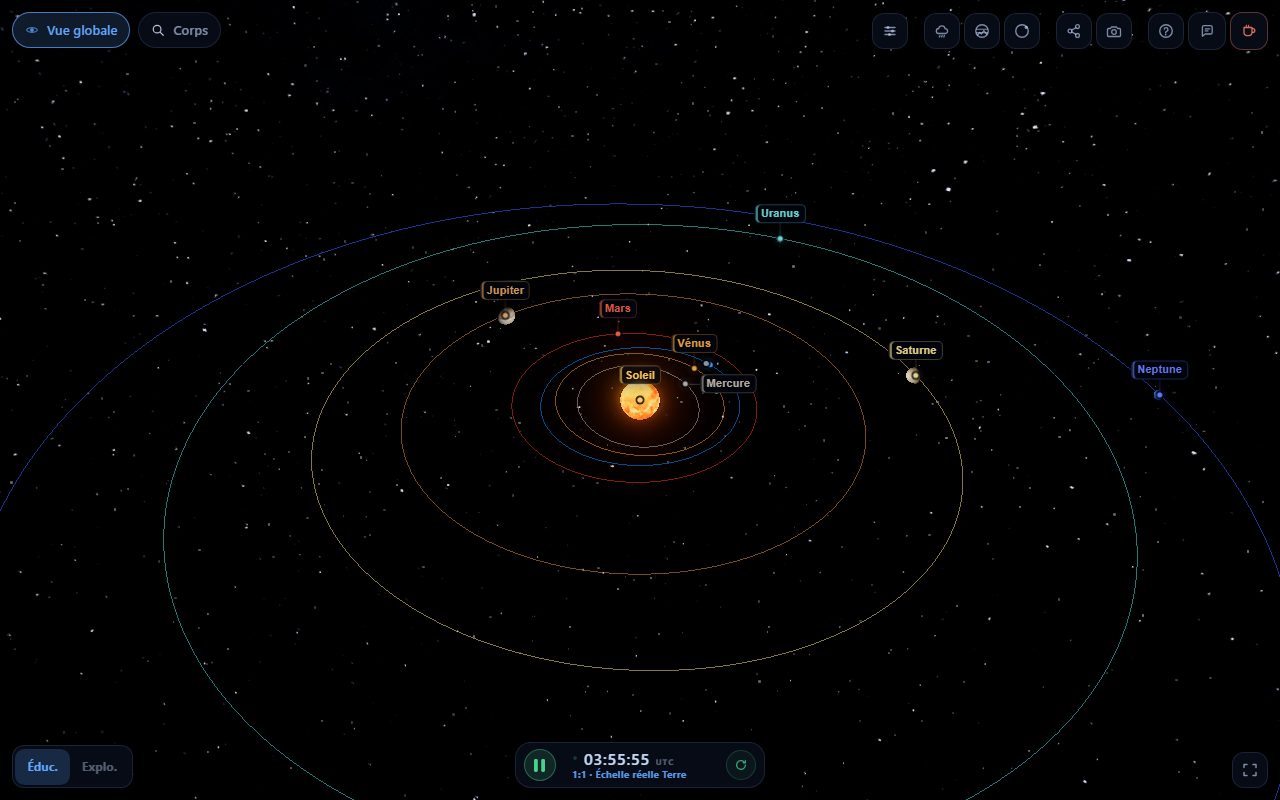 Vue globale
Corps
Uranus
Jupiter
Mars
Vénus
Saturne
Neptune
Soleil
Mercure
Éduc.
Explo.
03:55:55 UTC
1:1 · Échelle réelle Terre